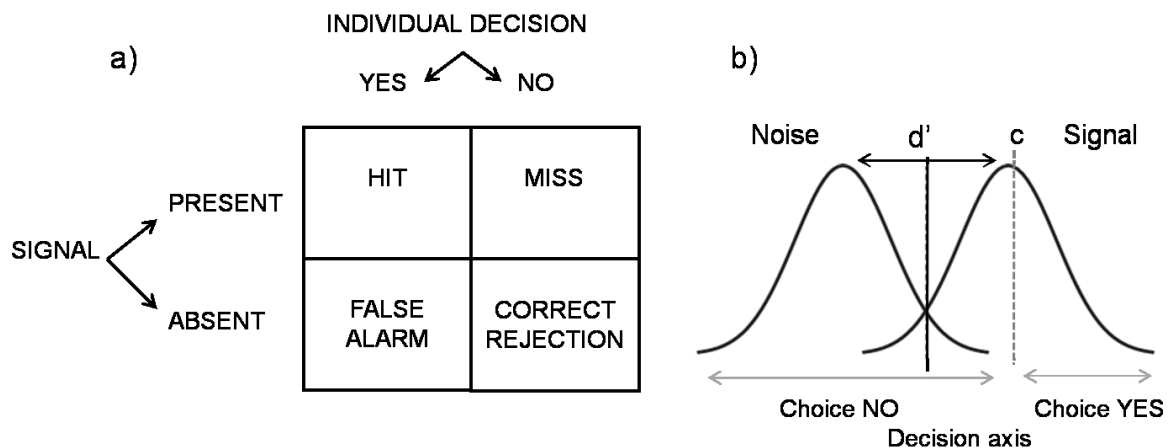 a)
INDIVIDUAL DECISION
YES NO
HIT MISS
SIGNAL
PRESENT
ABSENT
FALSE
ALARM
CORRECT
REJECTION
b)
Noise d' c Signal
Choice NO Choice YES
Decision axis